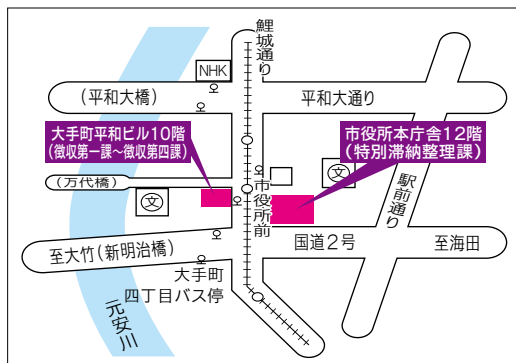 鯉城通り
NHK
(平和大橋)
平和大通り
大手町平和ビル10階
(徴収第一課～徴収第四課)
市役所本庁舎12階
(特別滞納整理課)
(万代橋)
文
文
市役所前
駅前通り
至大竹(新明治橋)
国道2号
至海田
大手町
四丁目バス停
元安川